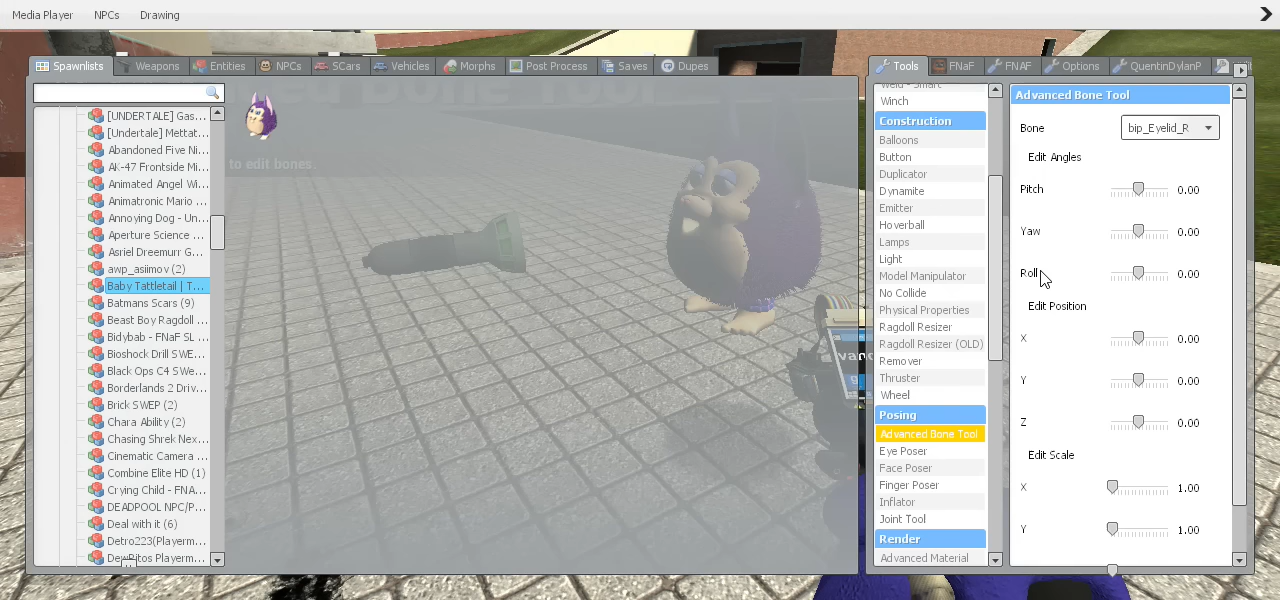 Media Player NPCs Drawing
Spawnlists Weapons Entities NPCs SCars Vehicles Morphs Post Process Saves Dupes
Tools FNaF FNAF Options QuentinDylanP
[UNDERTALE] Gas...
[Undertale] Mettat...
Abandoned Five Ni...
AK-47 Frontside Mi...
Animated Angel Wi...
Animatronic Mario ...
Annoying Dog - Un...
Aperture Science ...
Asriel Dreemurr G...
awp_asiimov (2)
Baby Tattletail | T...
Batmans Scars (9)
Beast Boy Ragdoll ...
Bidybab - FNaF SL ...
Bioshock Drill SWE...
Black Ops C4 We...
Borderlands 2 Driv...
Brick SWEP (2)
Chara Ability (2)
Chasing Shrek Ne...
Cinematic Camera ...
Combine Elite HD (1)
Crying Child - FNA...
DEADPOOL NPC/P...
Deal with it (6)
Detro223(Playerm...
to edit bones.
Weld - Smart
Winch
Construction
Balloons
Button
Duplicator
Dynamite
Emitter
Hoverball
Lamps
Light
Model Manipulator
No Collide
Physical Properties
Ragdoll Resizer
Ragdoll Resizer (OLD)
Remover
Thruster
Wheel
Posing
Advanced Bone Tool
Eye Poser
Face Poser
Finger Poser
Inflator
Joint Tool
Render
Advanced Material
Advanced Bone Tool
Bone bip_Eyelid_R
Edit Angles
Pitch 0.00
Yaw 0.00
Roll 0.00
Edit Position
X 0.00
Y 0.00
Z 0.00
Edit Scale
X 1.00
Y 1.00